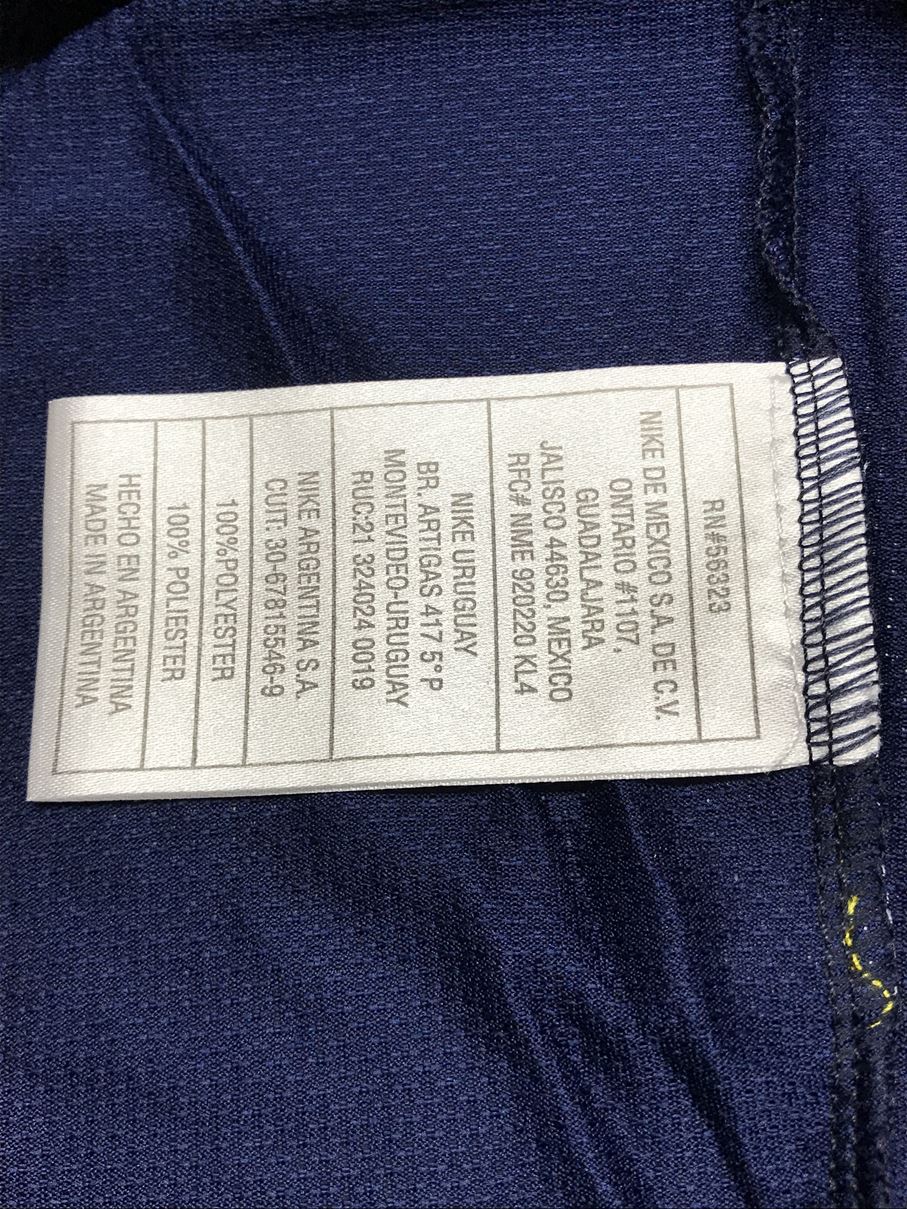 RN#56323
NIKE DE MEXICO S.A. DE C.V.
ONTARIO #1107,
GUADALAJARA
JALISCO 44630, MEXICO
RFC# NME 920220 KL4
NIKE URUGUAY
BR. ARTIGAS 417 5º P
MONTEVIDEO-URUGUAY
RUC:21 324024 0019
NIKE ARGENTINA S.A.
CUIT: 30-67815546-9
100%POLYESTER
100% POLIESTER
HECHO EN ARGENTINA
MADE IN ARGENTINA